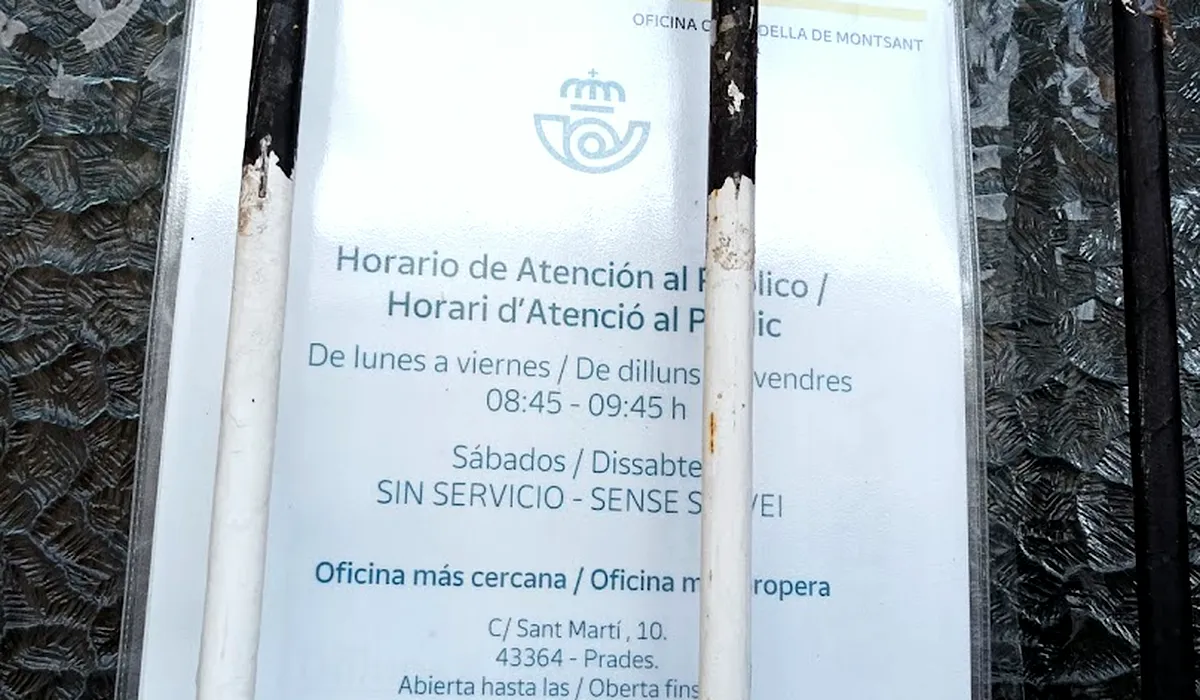 OFICINA C DELLA DE MONTSANT
Horario de Atención al P lico /
Horari d'Atenció al P lic
De lunes a viernes / De dilluns vendres
08:45 - 09:45 h
Sábados / Dissabte
SIN SERVICIO - SENSE S VEI
Oficina más cercana / Oficina m propera
C/ Sant Martí , 10.
43364 - Prades.
Abierta hasta las / Oberta fins